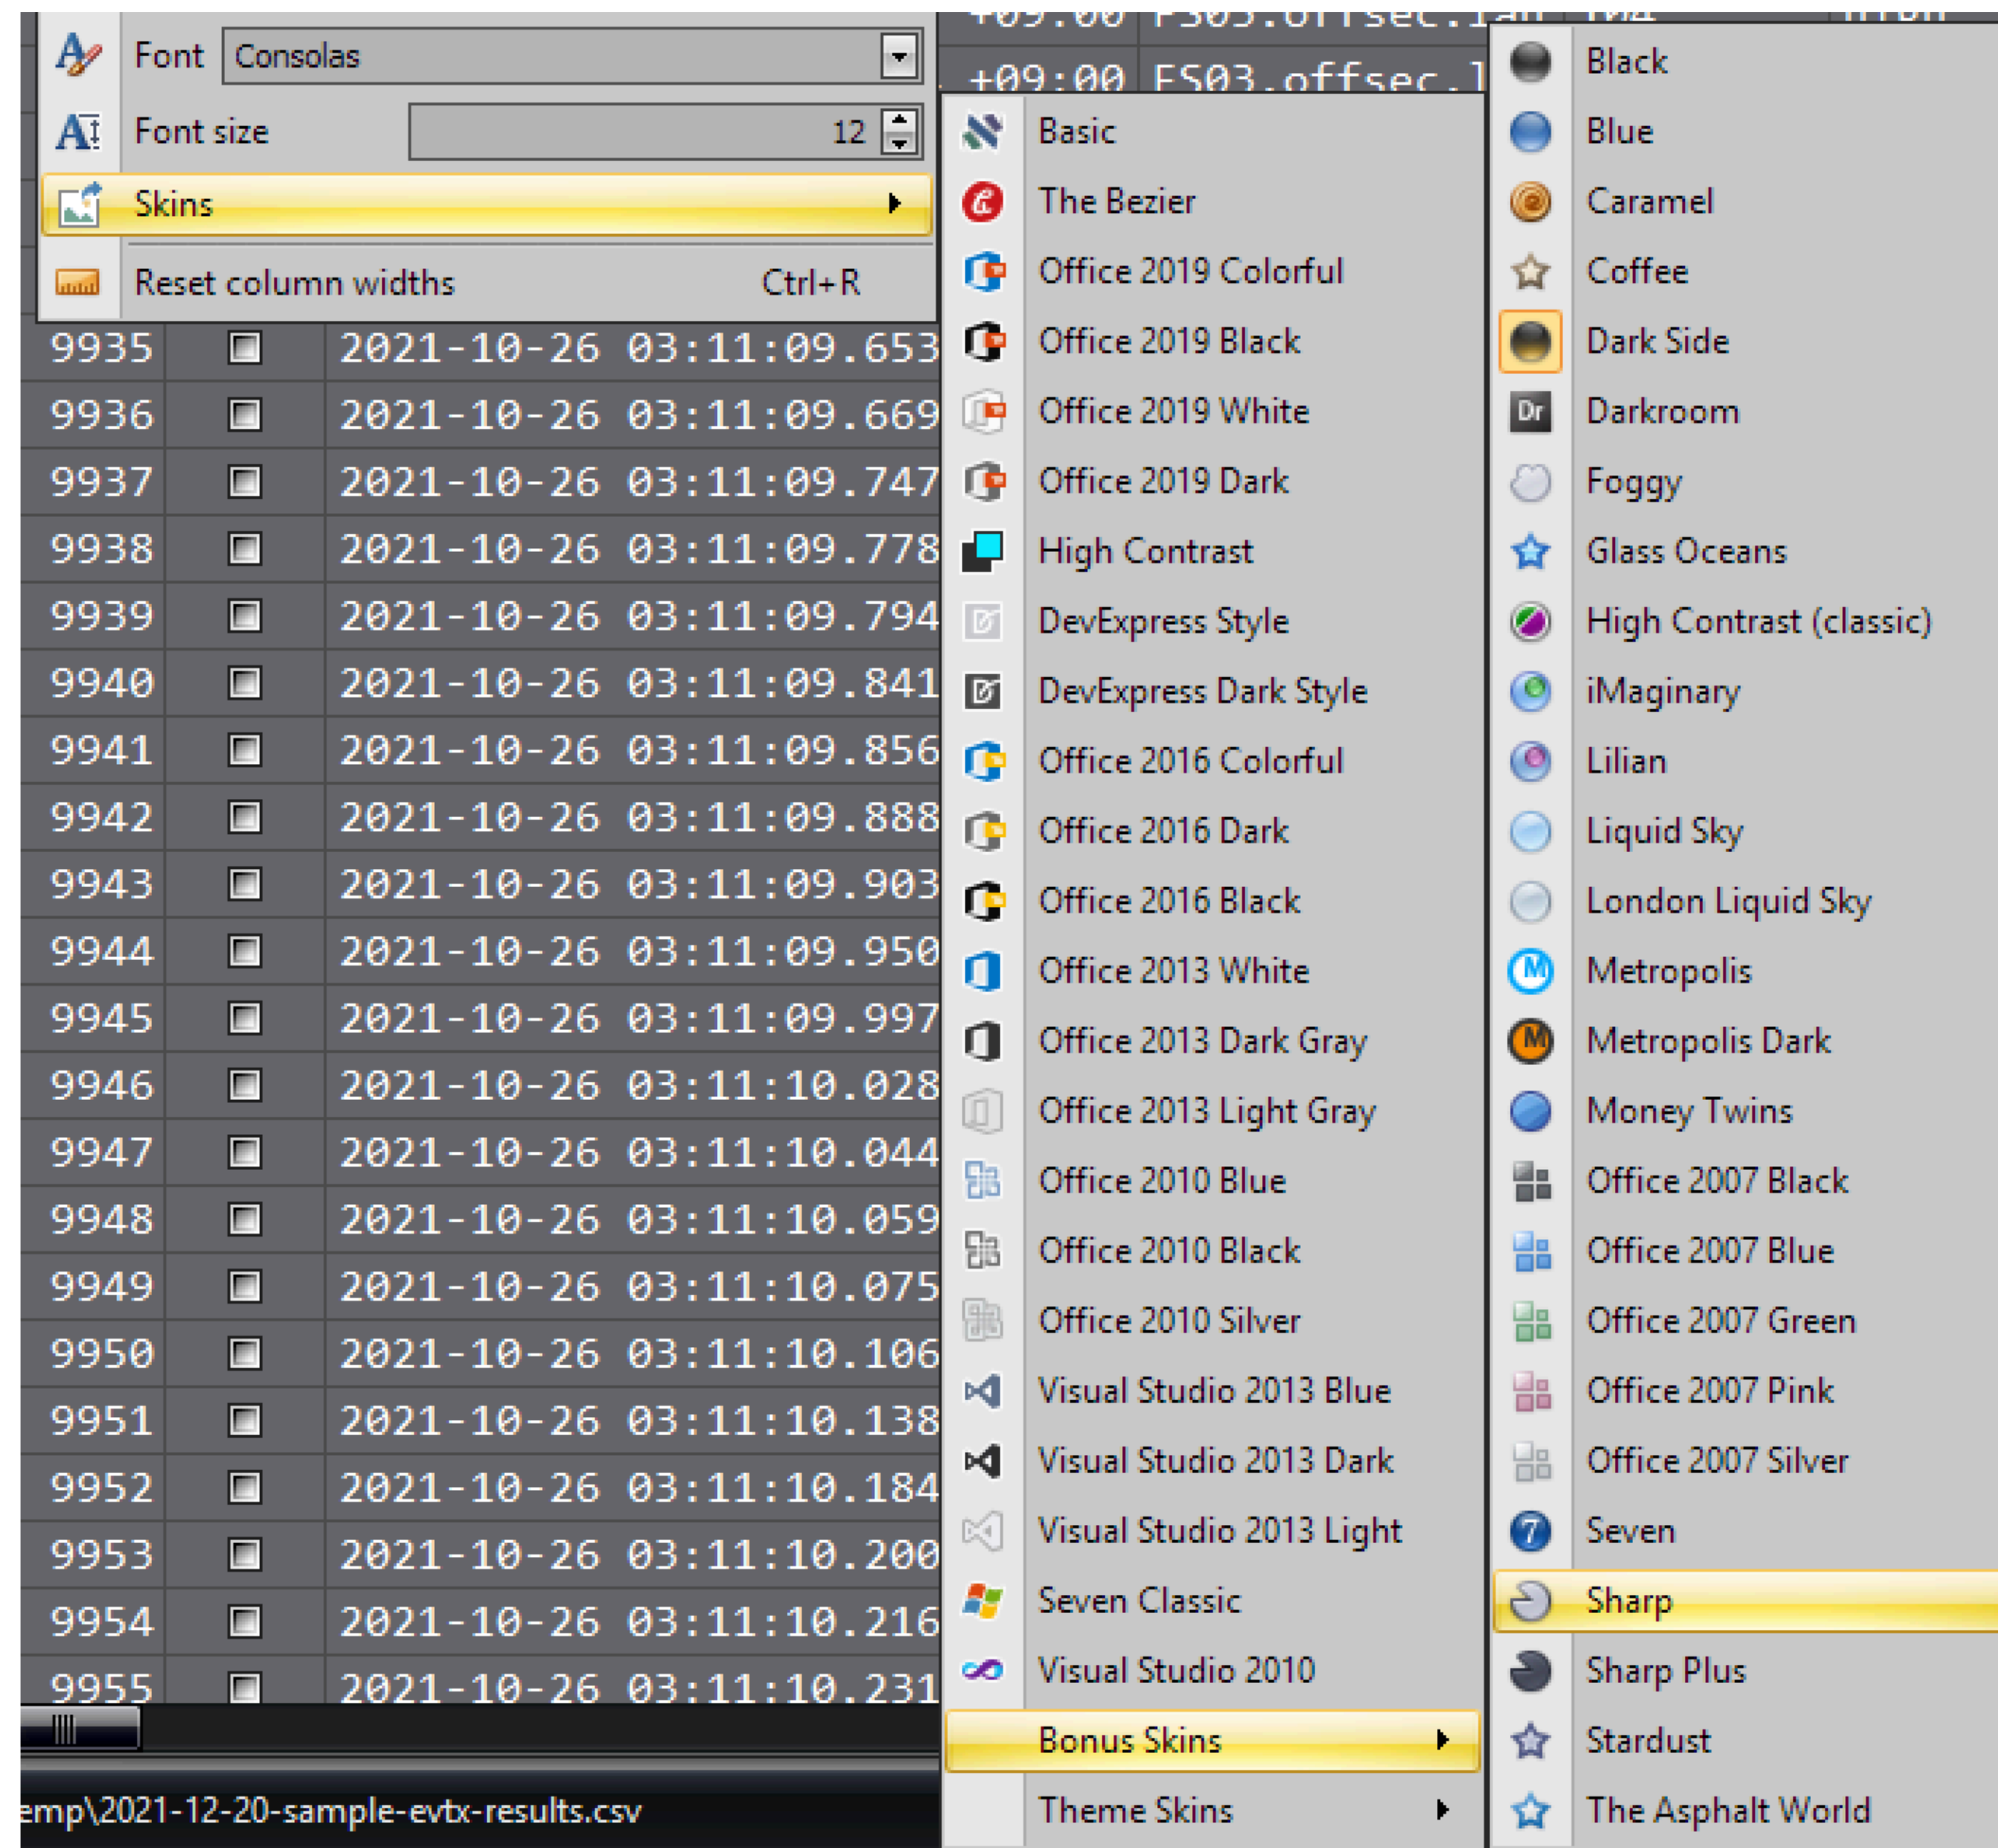 Font Consolas
Font size 12
Skins
Reset column widths Ctrl+R
9935 2021-10-26 03:11:09.653
9936 2021-10-26 03:11:09.669
9937 2021-10-26 03:11:09.747
9938 2021-10-26 03:11:09.778
9939 2021-10-26 03:11:09.794
9940 2021-10-26 03:11:09.841
9941 2021-10-26 03:11:09.856
9942 2021-10-26 03:11:09.888
9943 2021-10-26 03:11:09.903
9944 2021-10-26 03:11:09.950
9945 2021-10-26 03:11:09.997
9946 2021-10-26 03:11:10.028
9947 2021-10-26 03:11:10.044
9948 2021-10-26 03:11:10.059
9949 2021-10-26 03:11:10.075
9950 2021-10-26 03:11:10.106
9951 2021-10-26 03:11:10.138
9952 2021-10-26 03:11:10.184
9953 2021-10-26 03:11:10.200
9954 2021-10-26 03:11:10.216
9955 2021-10-26 03:11:10.231
emp\2021-12-20-sample-evtx-results.csv
+09:00 FS03.offsec.lan 104
+09:00 FS03.offsec.l
Basic
The Bezier
Office 2019 Colorful
Office 2019 Black
Office 2019 White
Office 2019 Dark
High Contrast
DevExpress Style
DevExpress Dark Style
Office 2016 Colorful
Office 2016 Dark
Office 2016 Black
Office 2013 White
Office 2013 Dark Gray
Office 2013 Light Gray
Office 2010 Blue
Office 2010 Black
Office 2010 Silver
Visual Studio 2013 Blue
Visual Studio 2013 Dark
Visual Studio 2013 Light
Seven Classic
Visual Studio 2010
Bonus Skins
Theme Skins
Black
Blue
Caramel
Coffee
Dark Side
Dr Darkroom
Foggy
Glass Oceans
High Contrast (classic)
iMaginary
Lilian
Liquid Sky
London Liquid Sky
Metropolis
Metropolis Dark
Money Twins
Office 2007 Black
Office 2007 Blue
Office 2007 Green
Office 2007 Pink
Office 2007 Silver
7 Seven
Sharp
Sharp Plus
Stardust
The Asphalt World